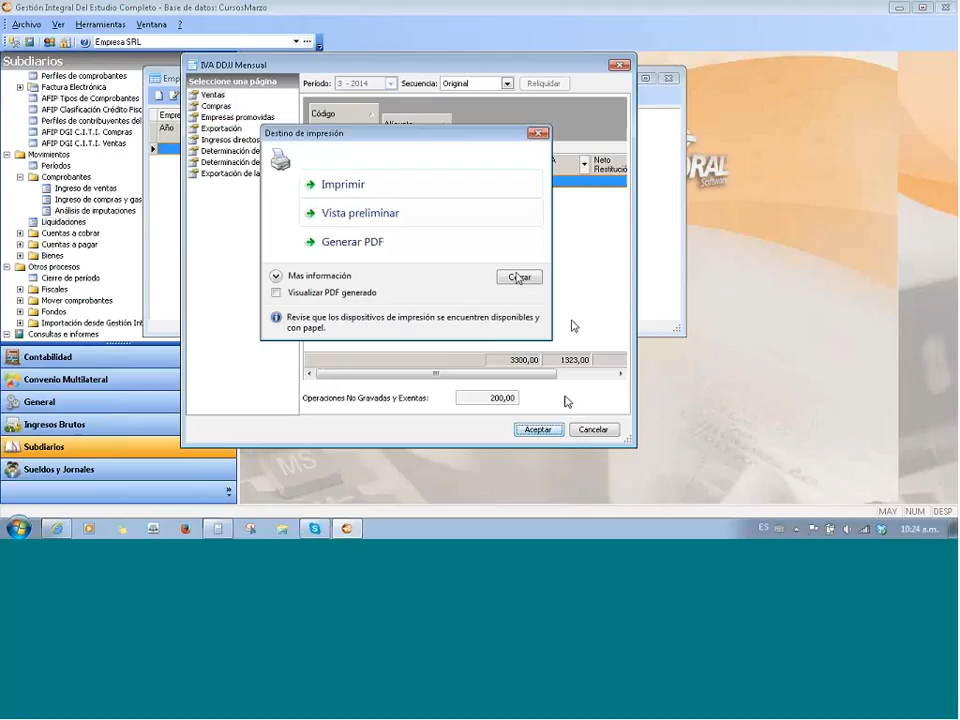 Gestión Integral Del Estudio Completo - Base de datos: CursosMarzo
Archivo Ver Herramientas Ventana ?
Empresa SRL
Subdiarios
Perfiles de comprobantes
Factura Electrónica
AFIP Tipos de Comprobantes
AFIP Clasificación Crédito Fisc
Perfiles de contribuyentes del
AFIP DGI C.I.T.I. Compras
AFIP DGI C.I.T.I. Ventas
Movimientos
Períodos
Comprobantes
Ingreso de ventas
Ingreso de compras y gas
Análisis de imputaciones
Liquidaciones
Cuentas a cobrar
Cuentas a pagar
Bienes
Otros procesos
Cierre de período
Fiscales
Mover comprobantes
Fondos
Importación desde Gestión Int
Consultas e informes
Contabilidad
Convenio Multilateral
General
Ingresos Brutos
Subdiarios
Sueldos y Jornales
»
Emp
Empre
Año
IVA DDJJ Mensual
Seleccione una página
Ventas
Compras
Empresas promovidas
Exportación
Ingresos directos
Determinación de
Determinación de
Exportación de la
Período: 3 - 2014 Secuencia: Original Reliquidar
Código
Neto
Restitució
Destino de impresión
Imprimir
Vista preliminar
Generar PDF
Mas información
Visualizar PDF generado
Revise que los dispositivos de impresión se encuentren disponibles y
con papel.
3300,00 1323,00
Operaciones No Gravadas y Exentas: 200,00
Aceptar Cancelar
Software
MAY NUM DESP
ES 10:24 a.m.